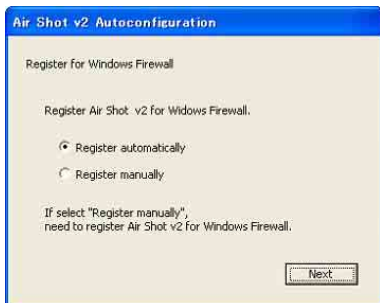 Air Shot v2 Autoconfiguration
Register for Windows Firewall
Register Air Shot v2 for Widows Firewall.
Register automatically
Register manually
If select "Register manually",
need to register Air Shot v2 for Windows Firewall.
Next